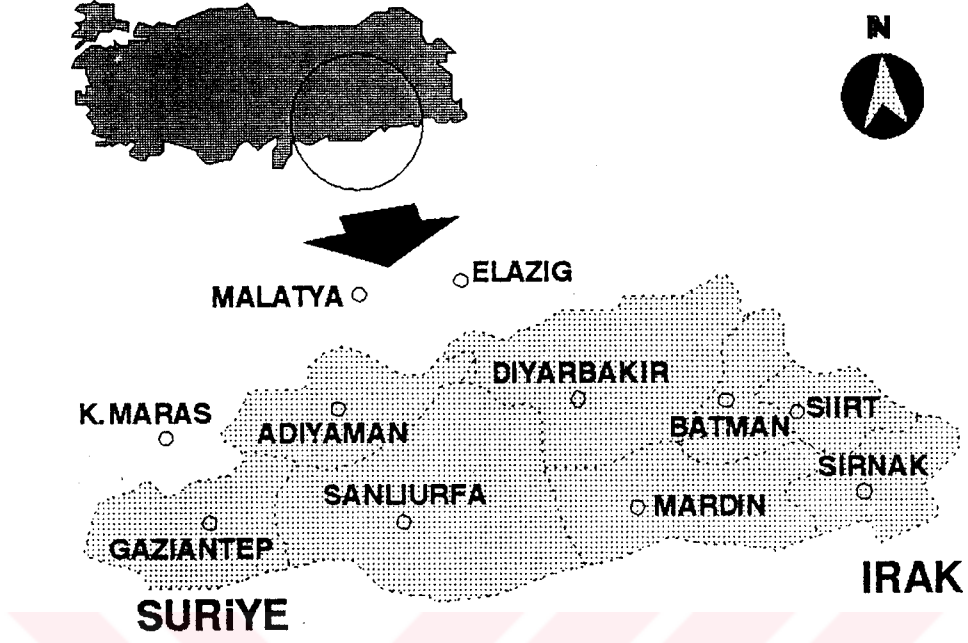 N
ELAZIG
MALATYA
DIYARBAKIR
K.MARAS
ADIYAMAN
BATMAN
SIIRT
SIRNAK
SANLIURFA
MARDIN
GAZIANTEP
IRAK
SURiYE